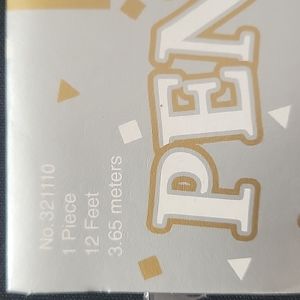 No.321110
1 Piece
12 Feet
3.65 meters
PEN